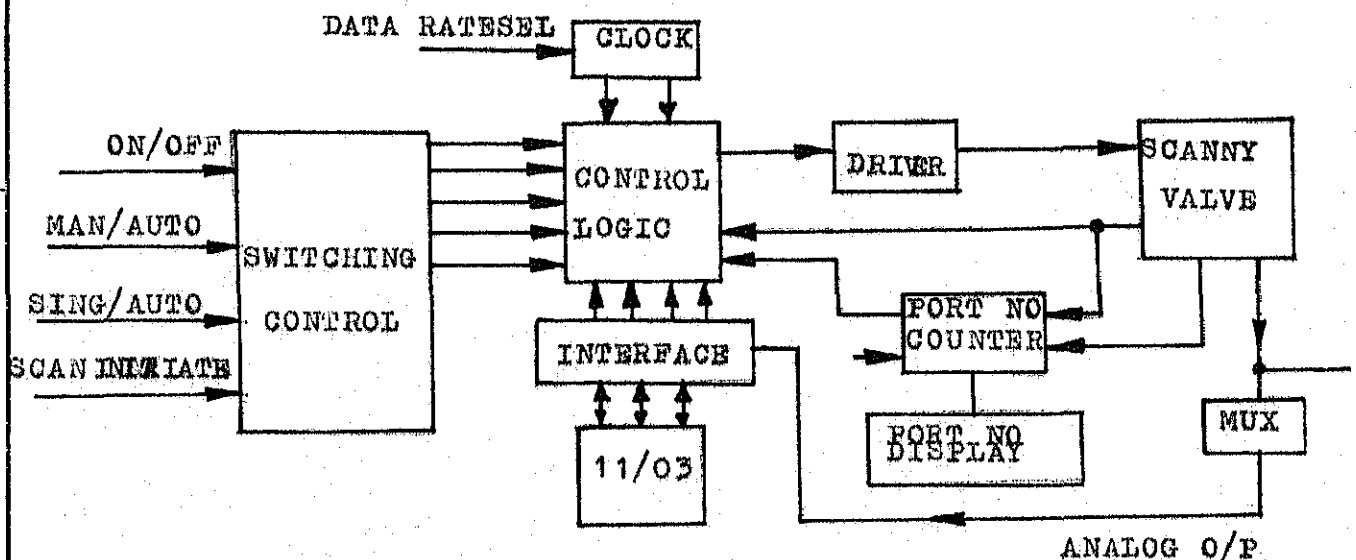 DATA RATESEL
CLOCK
ON/OFF
MAN/AUTO
SING/AUTO
SCAN INITIATE
SWITCHING
CONTROL
CONTROL
LOGIC
DRIVER
SCANNY
VALVE
PORT NO
COUNTER
INTERFACE
11/03
PORT NO
DISPLAY
MUX
ANALOG O/P